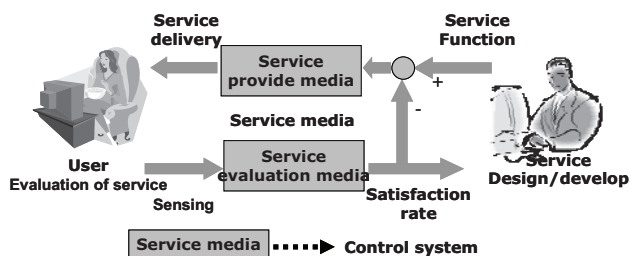 Service
delivery
Service
provide media
Service
Function
+
-
Service media
User
Evaluation of service
Sensing
Service
evaluation media
Satisfaction
rate
Service
Design/develop
Service media
Control system